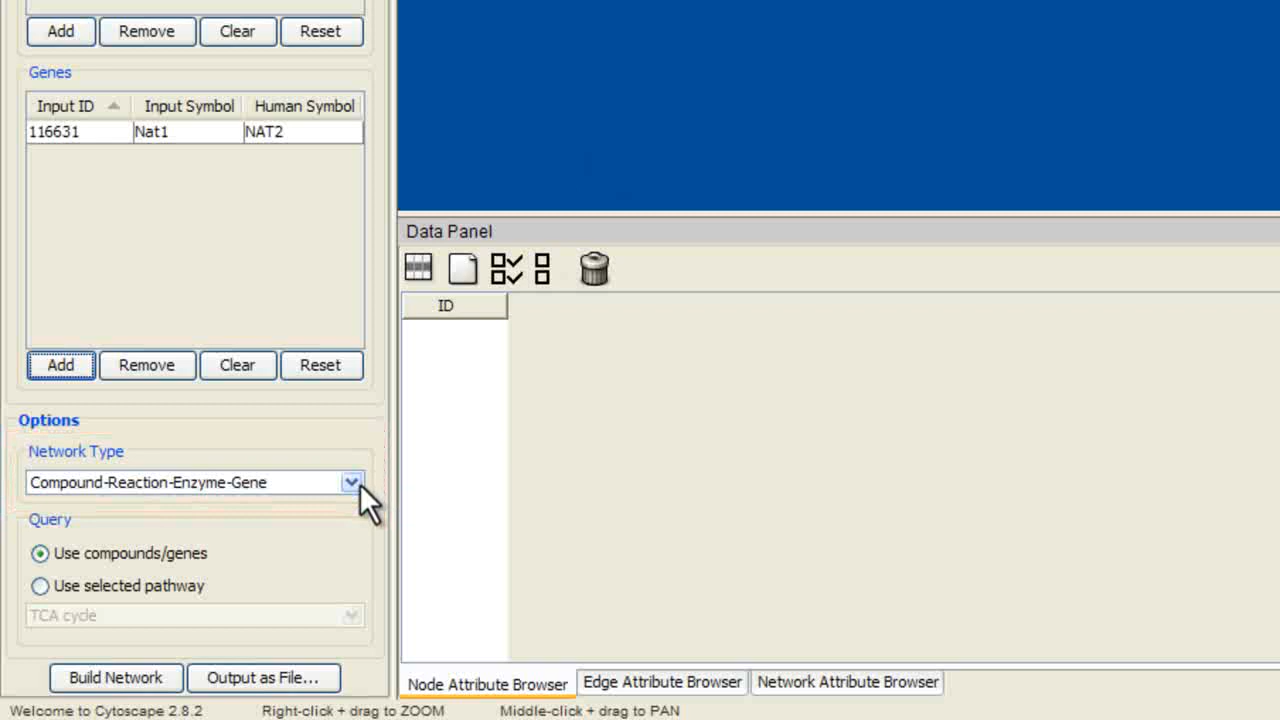 Add Remove Clear Reset
Genes
Input ID Input Symbol Human Symbol
116631 Nat1 NAT2
Add Remove Clear Reset
Options
Network Type
Compound-Reaction-Enzyme-Gene
Query
Use compounds/genes
Use selected pathway
TCA cycle
Build Network Output as File...
Data Panel
ID
Node Attribute Browser Edge Attribute Browser Network Attribute Browser
Welcome to Cytoscape 2.8.2 Right-click + drag to ZOOM Middle-click + drag to PAN